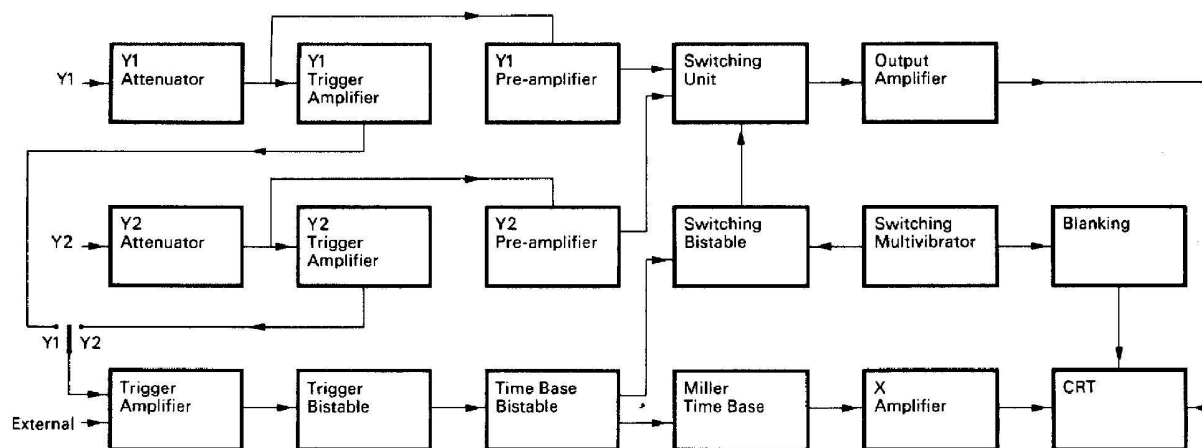 Y1
Y1
Attenuator
Y1
Trigger
Amplifier
Y1
Pre-amplifier
Switching
Unit
Output
Amplifier
Y2
Y2
Attenuator
Y2
Trigger
Amplifier
Y2
Pre-amplifier
Switching
Bistable
Switching
Multivibrator
Blanking
Y1 Y2
External
Trigger
Amplifier
Trigger
Bistable
Time Base
Bistable
Miller
Time Base
X
Amplifier
CRT